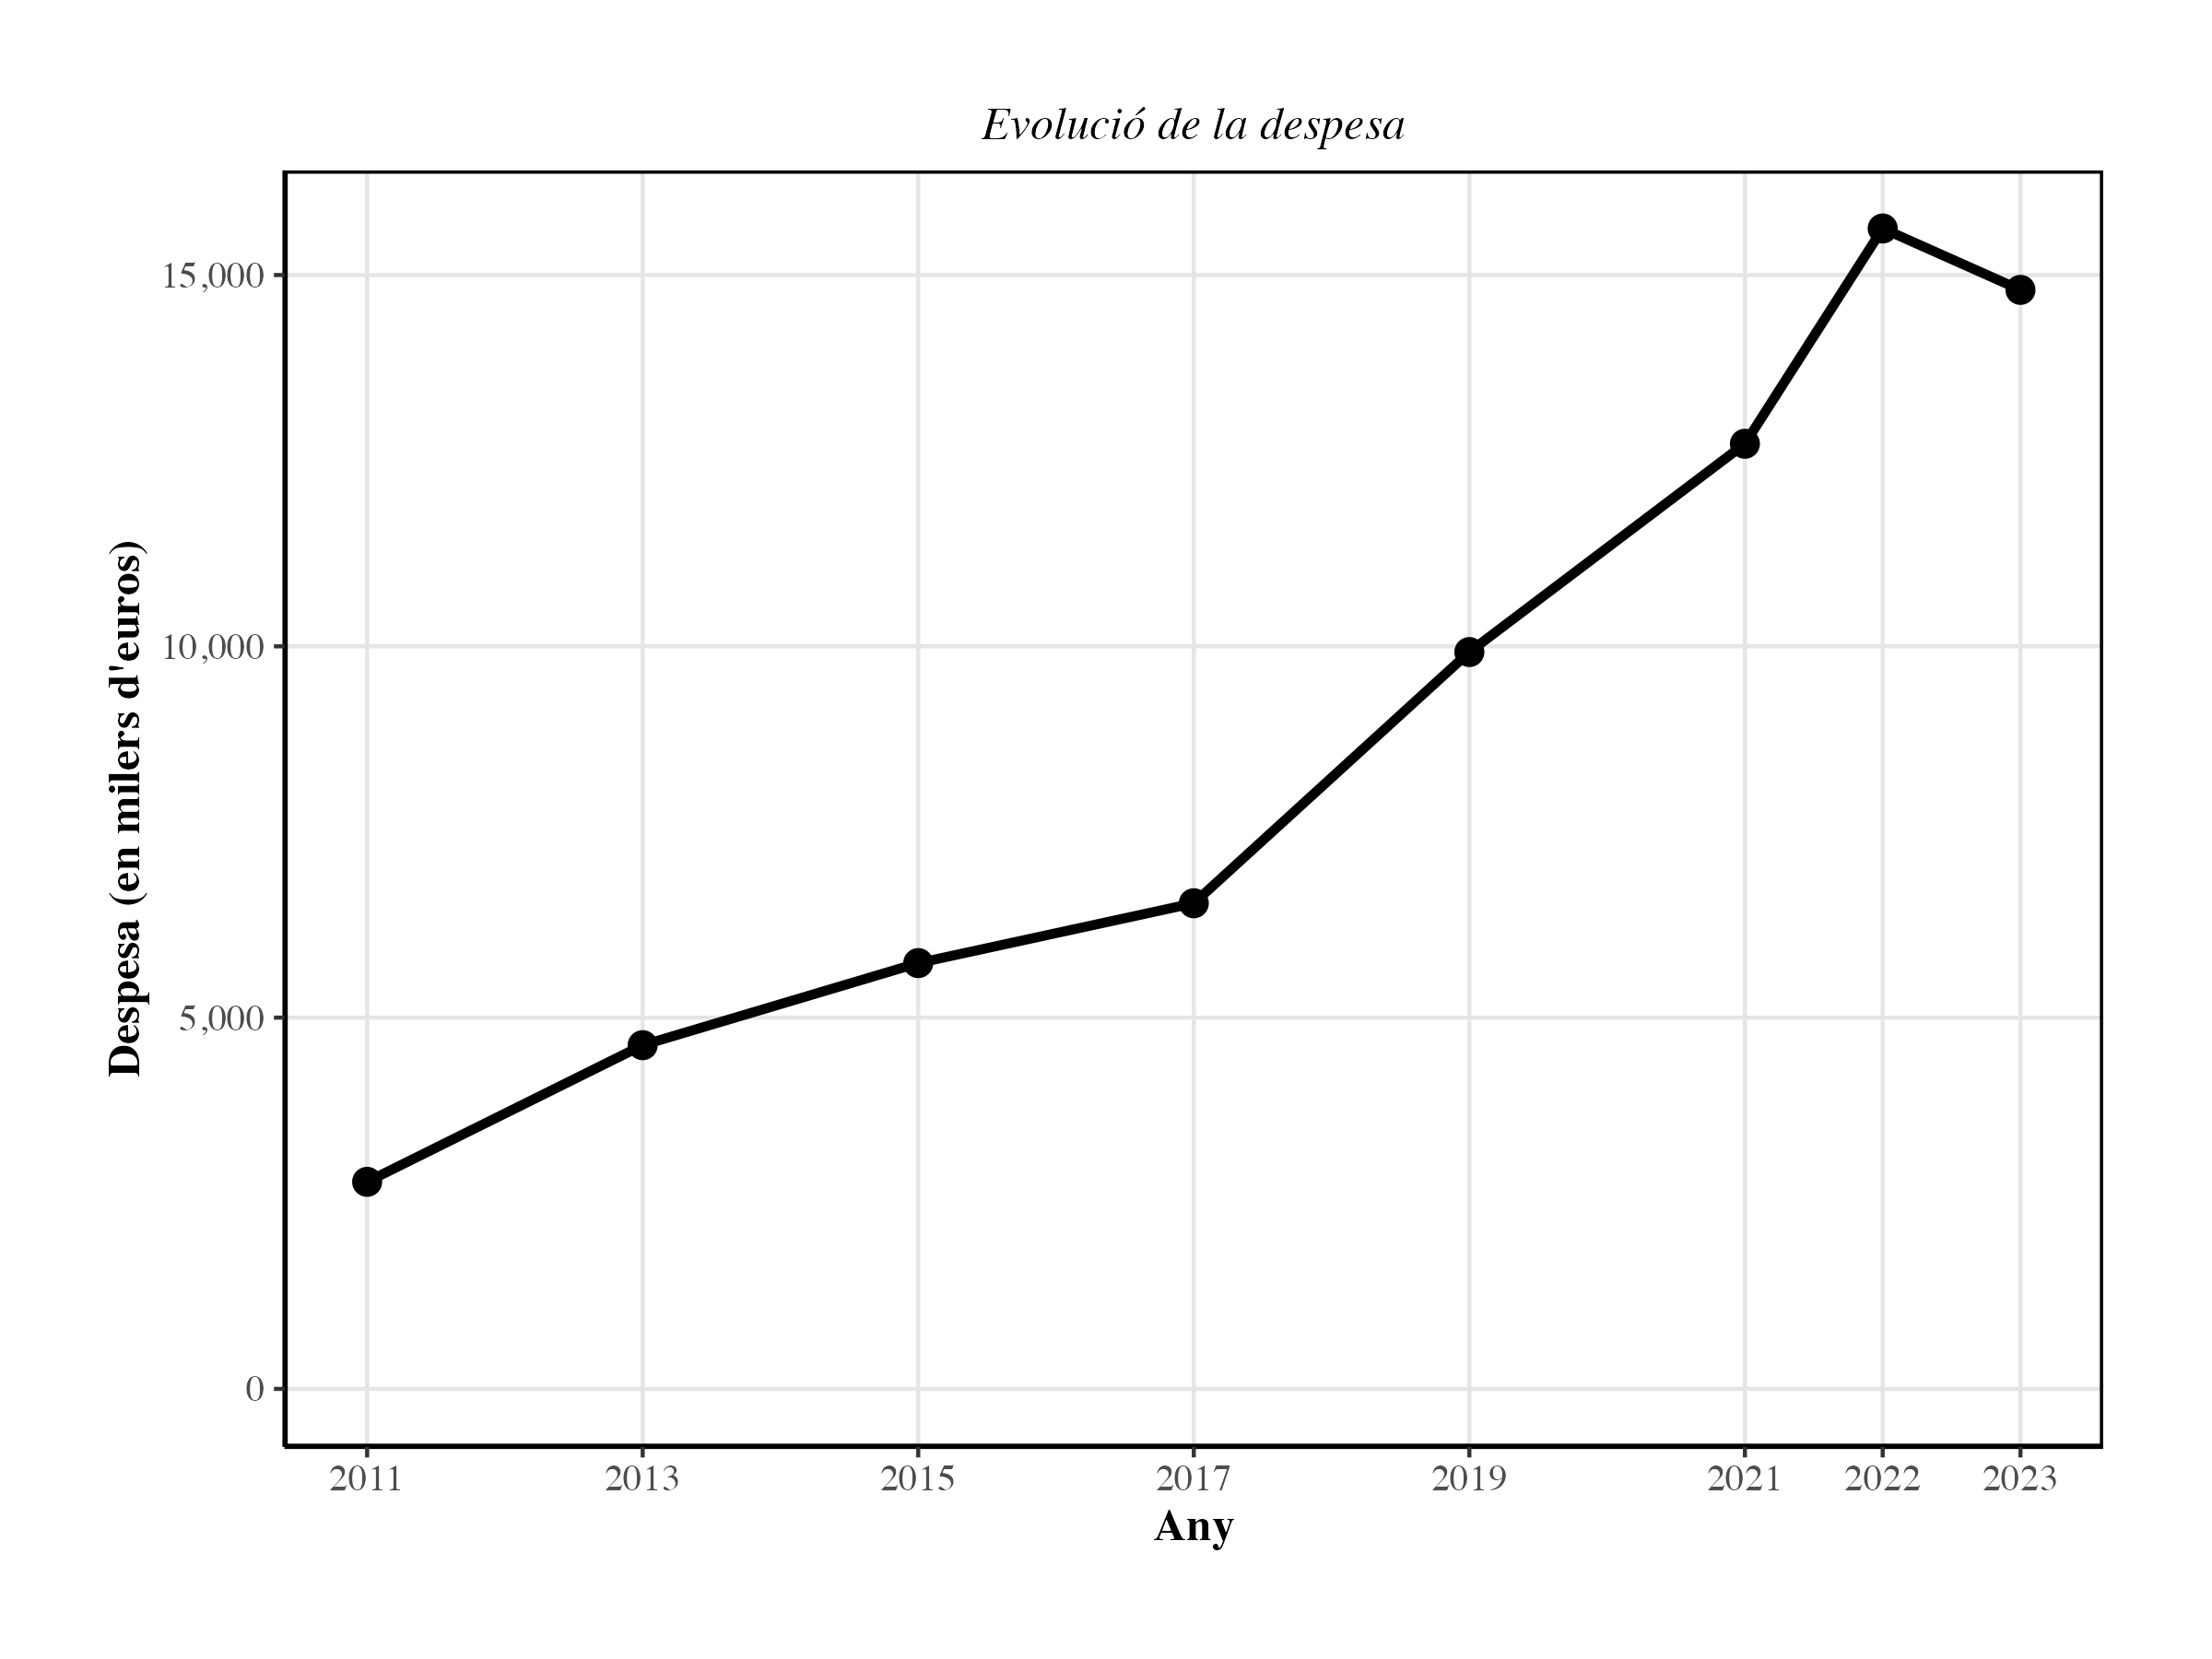 Evolució de la despesa
Despesa (en milers d'euros)
15,000
10,000
5,000
0
2011 2013 2015 2017 2019 2021 2022 2023
Any